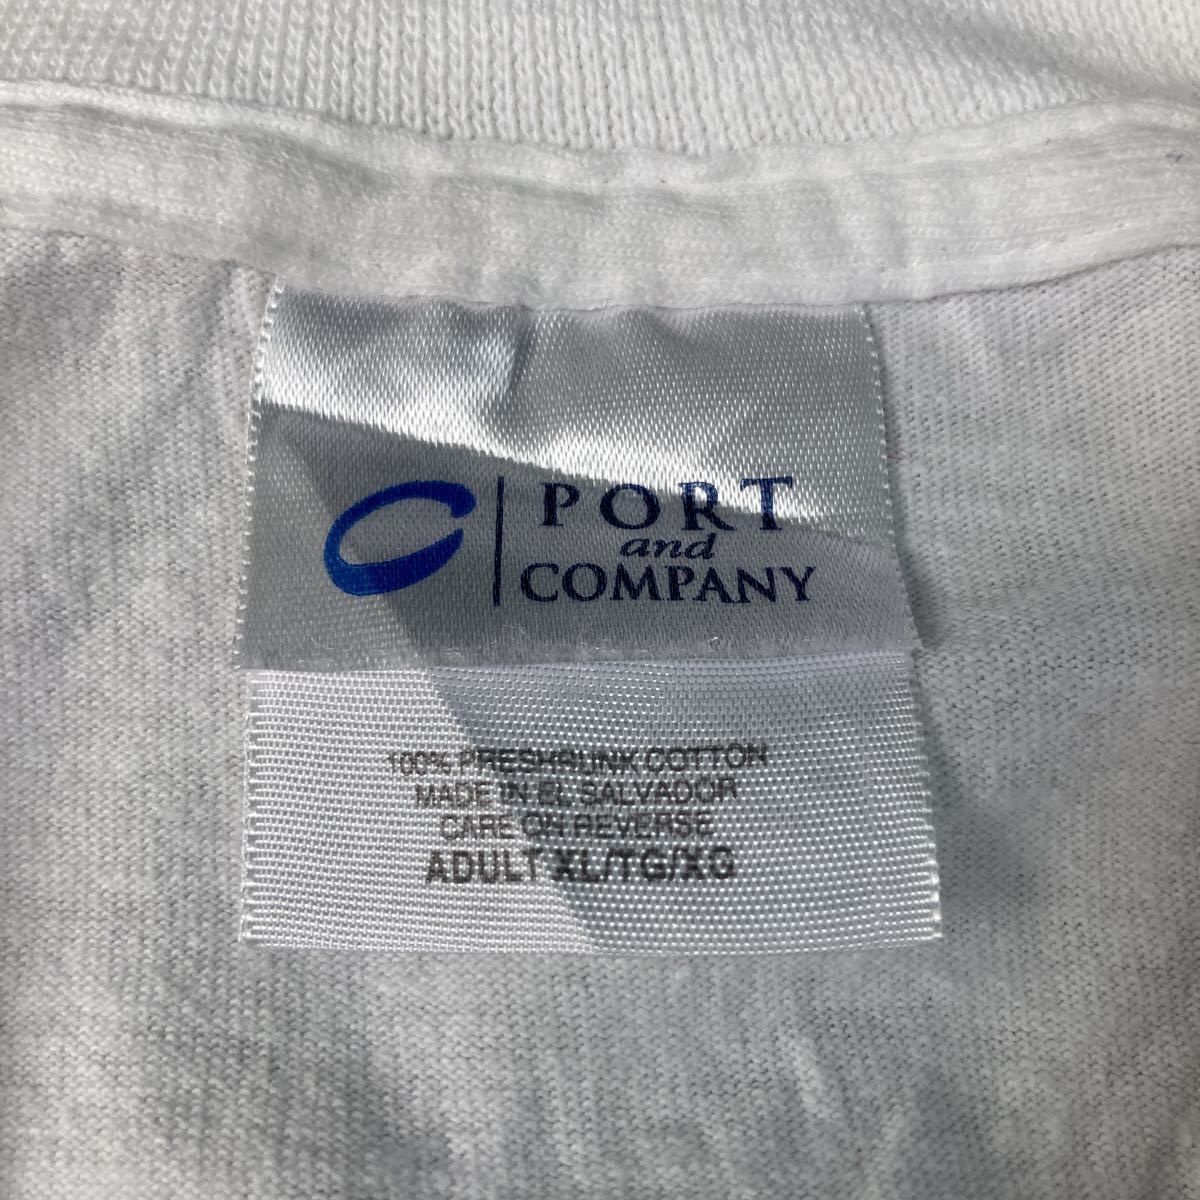 PORT
and
COMPANY
100% PRESHRUNK COTTON
MADE IN EL SALVADOR
CARE ON REVERSE
ADULT XL/TG/XG